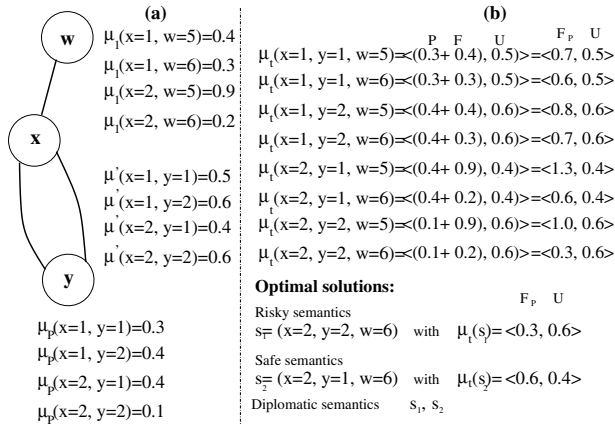 (a)
w
x
y
μ₁(x=1, w=5)=0.4
μ₁(x=1, w=6)=0.3
μ₁(x=2, w=5)=0.9
μ₁(x=2, w=6)=0.2
μ'(x=1, y=1)=0.5
μ'(x=1, y=2)=0.6
μ'(x=2, y=1)=0.4
μ'(x=2, y=2)=0.6
μP(x=1, y=1)=0.3
μP(x=1, y=2)=0.4
μP(x=2, y=1)=0.4
μP(x=2, y=2)=0.1
(b)
P F U FP U
μt(x=1, y=1, w=5)=<(0.3+ 0.4), 0.5)>=<0.7, 0.5>
μt(x=1, y=1, w=6)=<(0.3+ 0.3), 0.5)>=<0.6, 0.5>
μt(x=1, y=2, w=5)=<(0.4+ 0.4), 0.6)>=<0.8, 0.6>
μt(x=1, y=2, w=6)=<(0.4+ 0.3), 0.6)>=<0.7, 0.6>
μt(x=2, y=1, w=5)=<(0.4+ 0.9), 0.4)>=<1.3, 0.4>
μt(x=2, y=1, w=6)=<(0.4+ 0.2), 0.4)>=<0.6, 0.4>
μt(x=2, y=2, w=5)=<(0.1+ 0.9), 0.6)>=<1.0, 0.6>
μt(x=2, y=2, w=6)=<(0.1+ 0.2), 0.6)>=<0.3, 0.6>
Optimal solutions:
FP U
Risky semantics
s₁= (x=2, y=2, w=6) with μt(s₁)= <0.3, 0.6>
Safe semantics
s₂= (x=2, y=1, w=6) with μt(s₂)= <0.6, 0.4>
Diplomatic semantics s₁, s₂